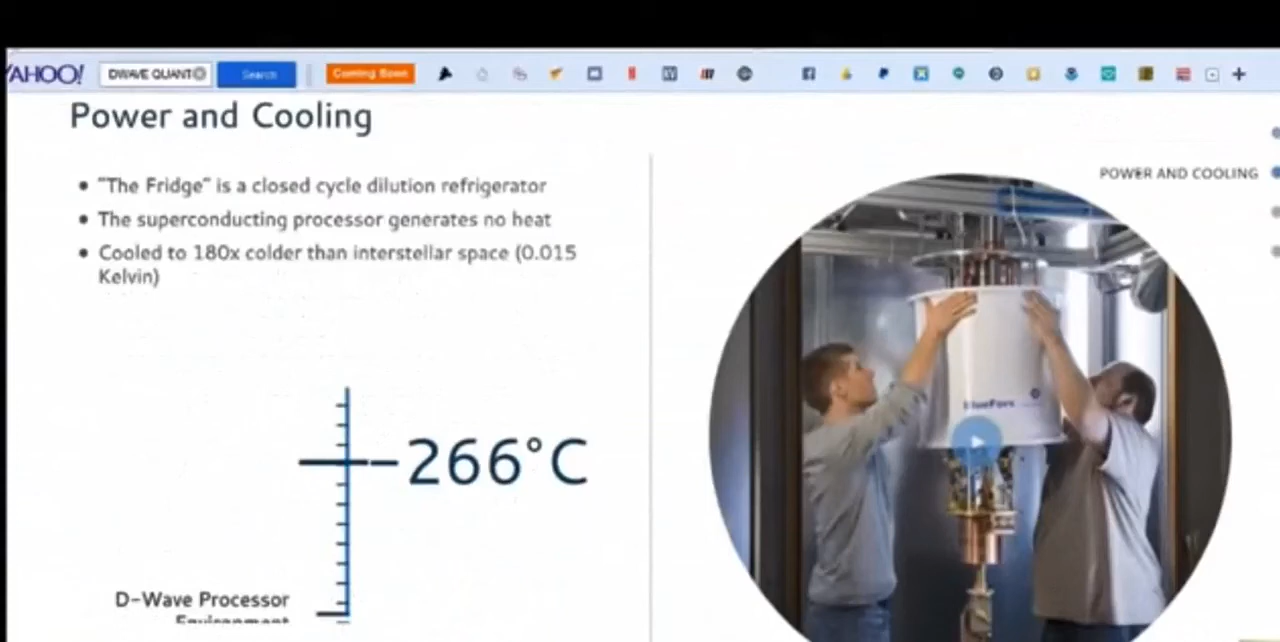 YAHOO!
DWAVE QUANT
Search
Coming Soon
Power and Cooling
POWER AND COOLING
• "The Fridge" is a closed cycle dilution refrigerator
• The superconducting processor generates no heat
• Cooled to 180x colder than interstellar space (0.015
Kelvin)
BlueFors
-266°C
D-Wave Processor
Environment